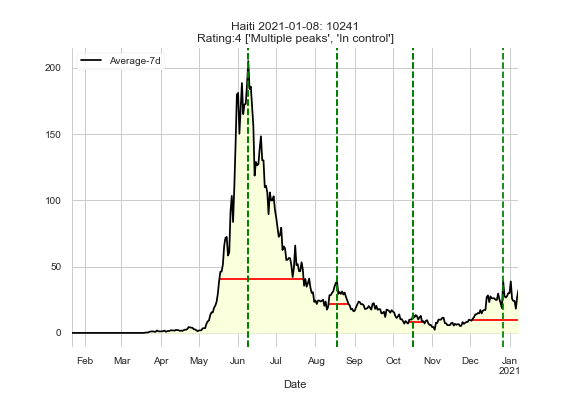 Haiti 2021-01-08: 10241
Rating:4 ['Multiple peaks', 'In control']
Average-7d
200
150
100
50
0
Feb Mar Apr May Jun Jul Aug Sep Oct Nov Dec Jan
2021
Date